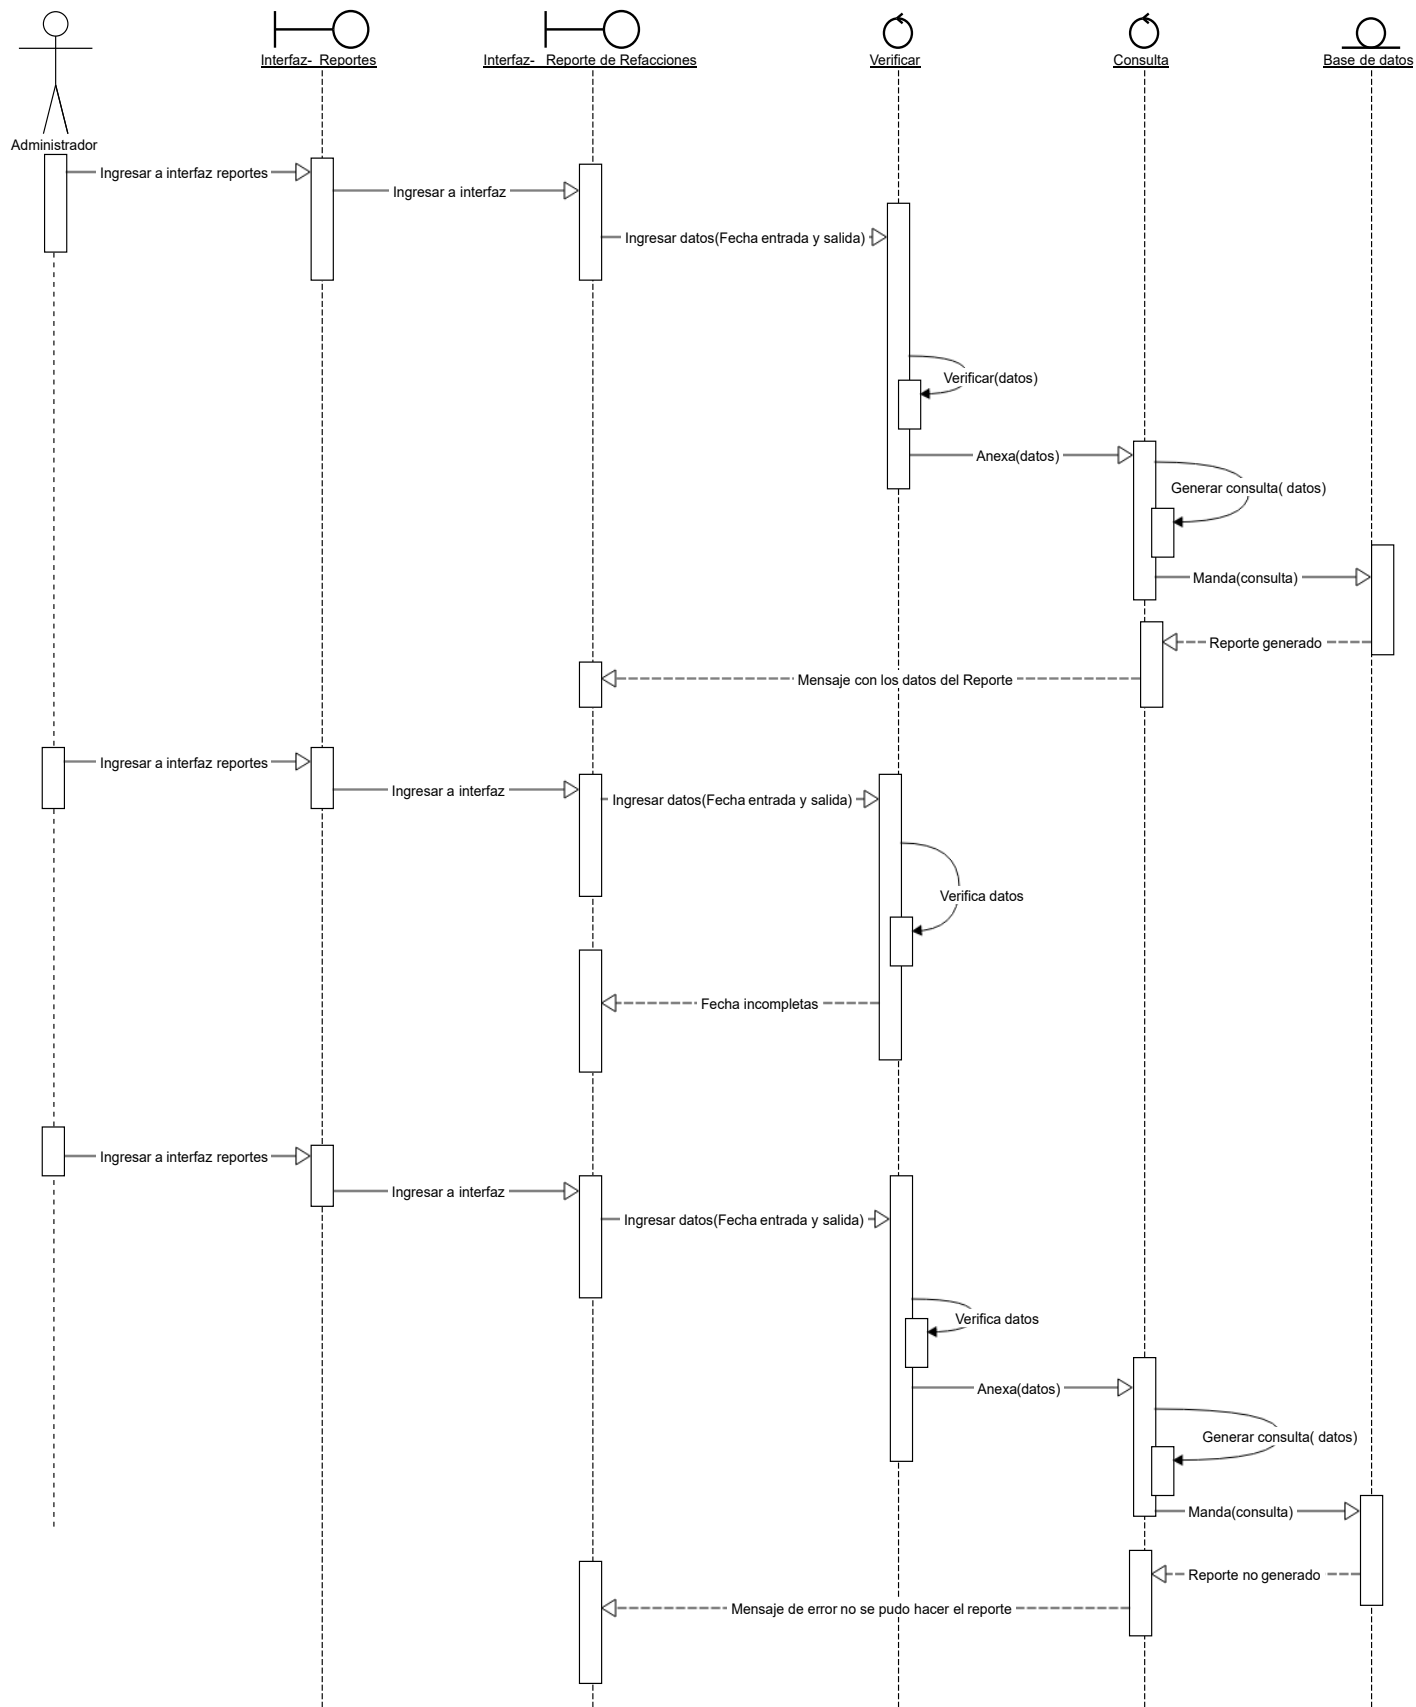 Interfaz-  Reportes
Interfaz-   Reporte de Refacciones
Verificar
Consulta
Base de datos
Administrador
Ingresar a interfaz reportes
Ingresar a interfaz
Ingresar datos(Fecha entrada y salida)
Verificar(datos)
Anexa(datos)
Generar consulta( datos)
Manda(consulta)
Reporte generado
Mensaje con los datos del Reporte
Ingresar a interfaz reportes
Ingresar a interfaz
Ingresar datos(Fecha entrada y salida)
Verifica datos
Fecha incompletas
Ingresar a interfaz reportes
Ingresar a interfaz
Ingresar datos(Fecha entrada y salida)
Verifica datos
Anexa(datos)
Generar consulta( datos)
Manda(consulta)
Reporte no generado
Mensaje de error no se pudo hacer el reporte